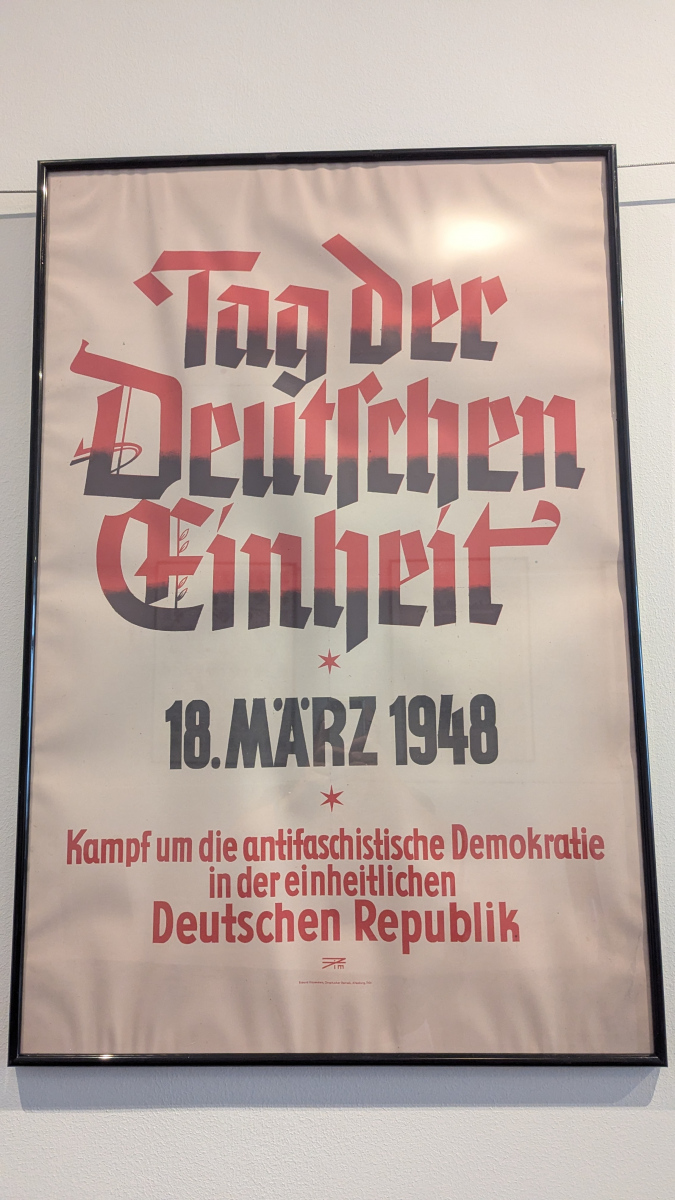 Tag der
Deutschen
Einheit
18. MÄRZ 1948
Kampf um die antifaschistische Demokratie
in der einheitlichen
Deutschen Republik